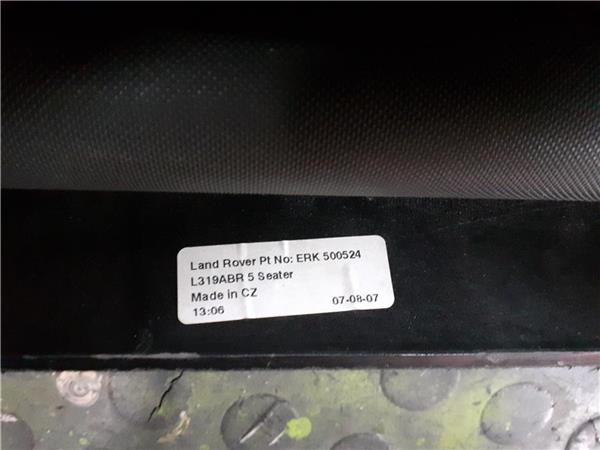 Land Rover Pt No: ERK 500524
L319ABR 5 Seater
Made in CZ
13:06 07-08-07